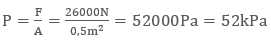 P = F/A = 26000N/0,5m² = 52000Pa = 52kPa